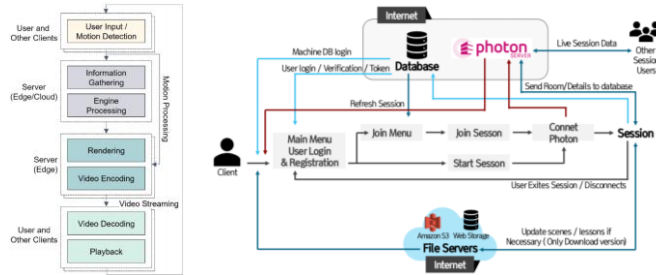 User and
Other Clients
User Input /
Motion Detection
Server
(Edge/Cloud)
Information
Gathering
Engine
Processing
Motion Processing
Server
(Edge)
Rendering
Video Encoding
Video Streaming
User and
Other Clients
Video Decoding
Playback
Internet
Machine DB login
User login / Verification / Token
Database
photon
SERVER
Live Session Data
Other
Session
Users
Send Room/Details to database
Refresh Session
Client
Main Menu
User Login
& Registration
Join Menu
Join Sesson
Start Sesson
Connet
Photon
Session
User Exites Session / Disconnects
Amazon S3
Web Storage
File Servers
Internet
Update scenes / lessons if
Necessary ( Only Download version)